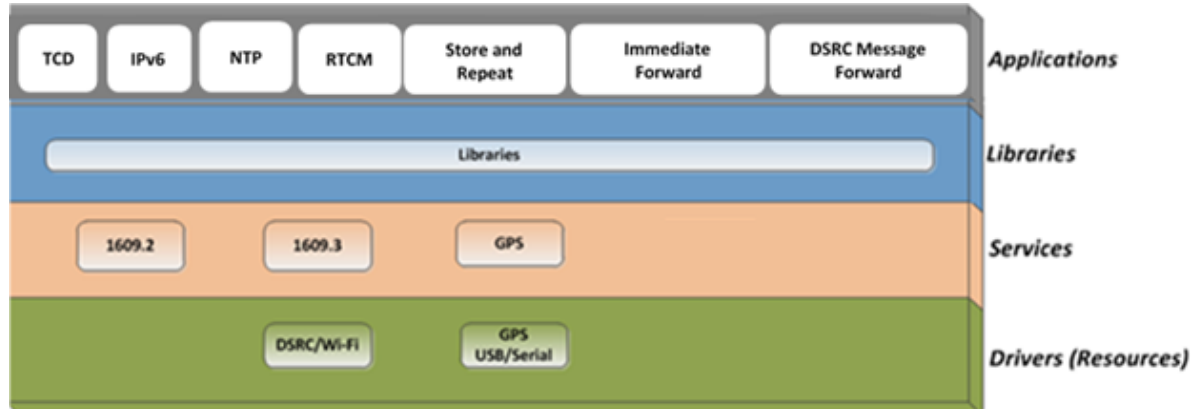 TCD
IPv6
NTP
RTCM
Store and
Repeat
Immediate
Forward
DSRC Message
Forward
Applications
Libraries
Libraries
1609.2
1609.3
GPS
Services
DSRC/Wi-Fi
GPS
USB/Serial
Drivers (Resources)